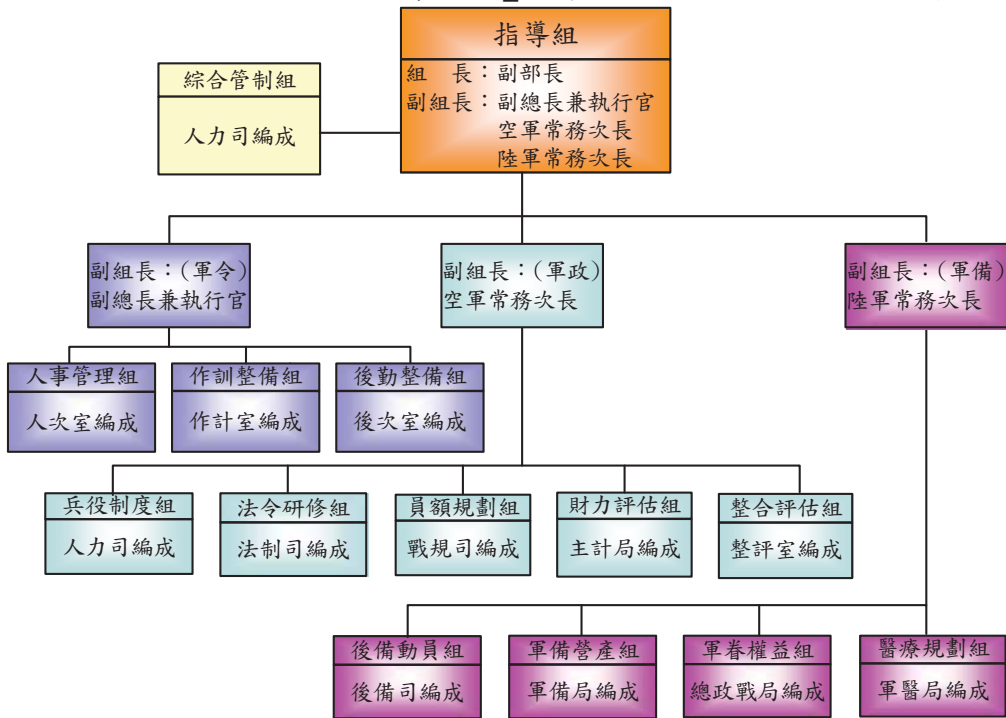 指導組
組　長：副部長
副組長：副總長兼執行官
空軍常務次長
陸軍常務次長
綜合管制組
人力司編成
副組長：(軍令)
副總長兼執行官
副組長：(軍政)
空軍常務次長
副組長：(軍備)
陸軍常務次長
人事管理組
人次室編成
作訓整備組
作計室編成
後勤整備組
後次室編成
兵役制度組
人力司編成
法令研修組
法制司編成
員額規劃組
戰規司編成
財力評估組
主計局編成
整合評估組
整評室編成
後備動員組
後備司編成
軍備營產組
軍備局編成
軍眷權益組
總政戰局編成
醫療規劃組
軍醫局編成